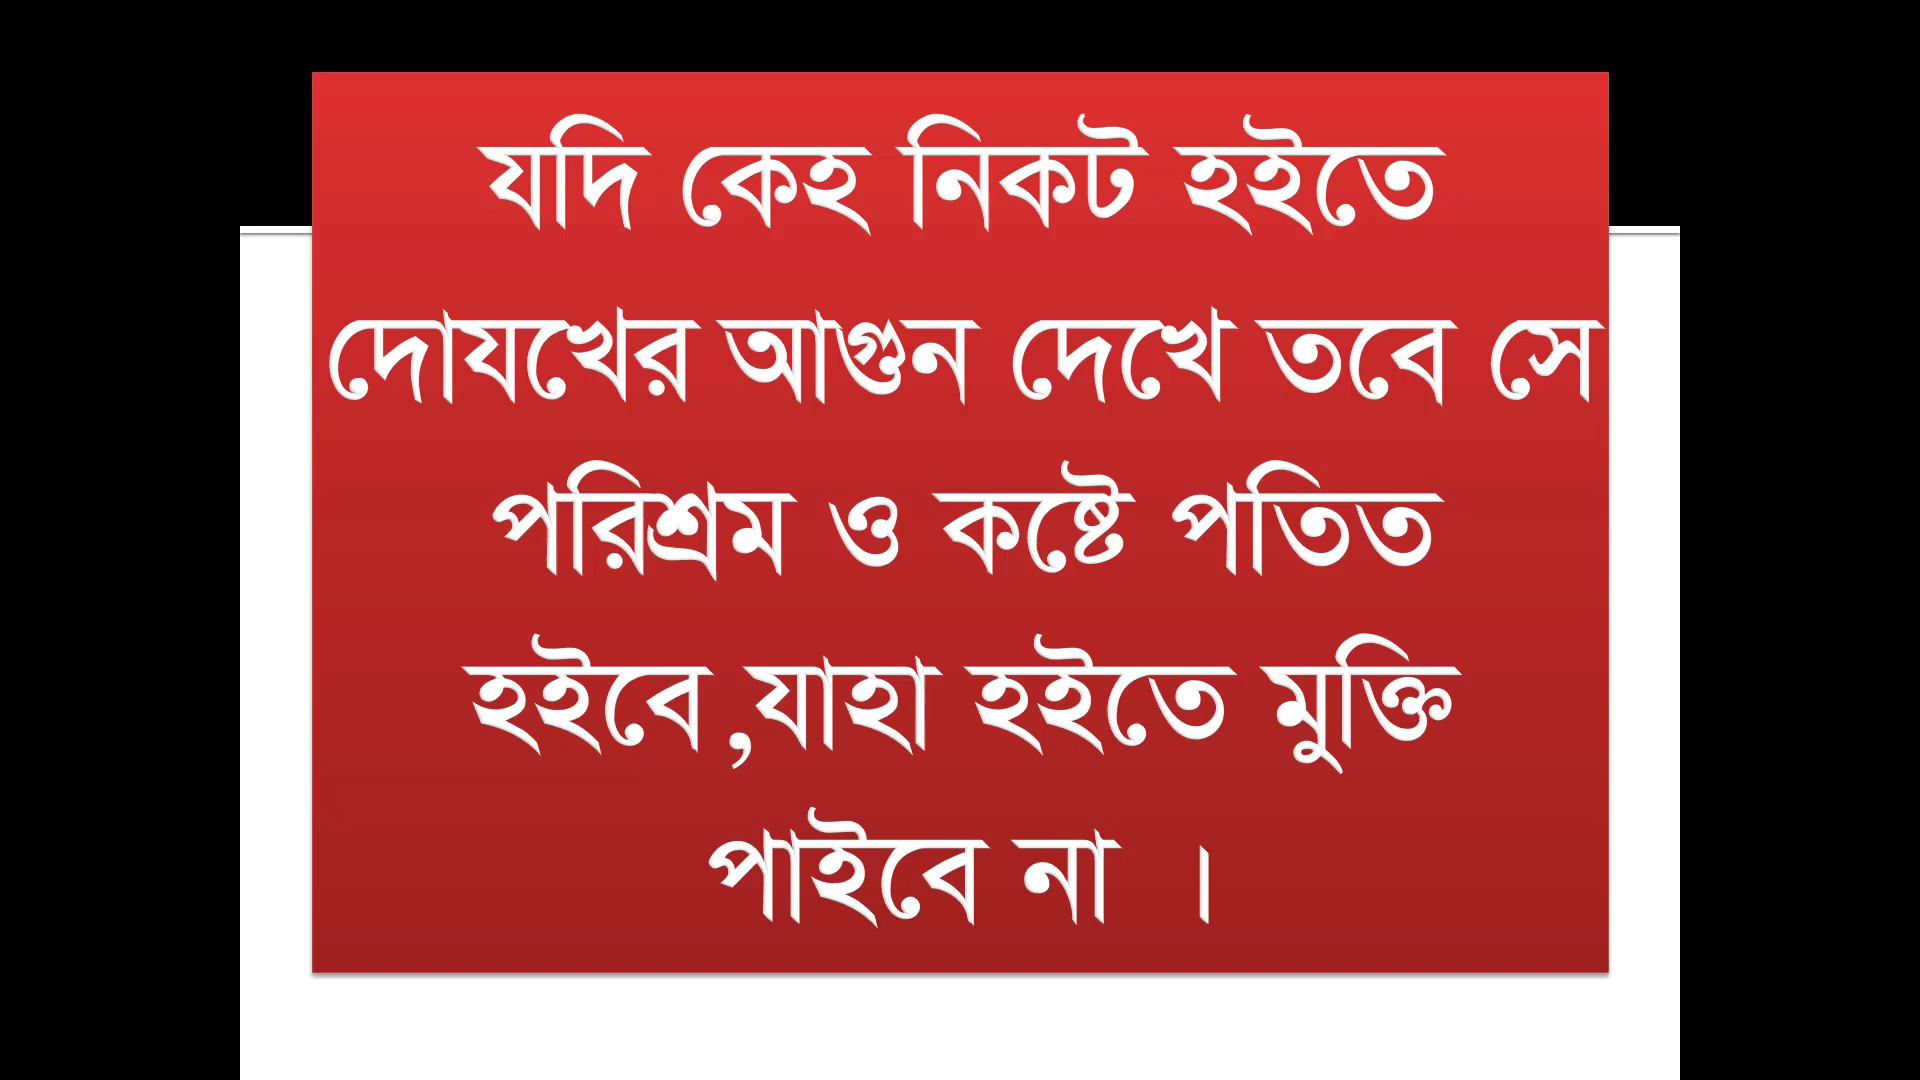 যদি কেহ নিকট হইতে
দোযখের আগুন দেখে তবে সে
পরিশ্রম ও কষ্টে পতিত
হইবে ,যাহা হইতে মুক্তি
পাইবে না ।